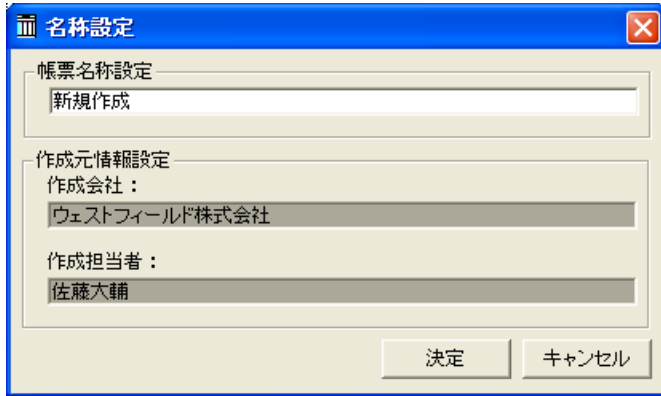 名称設定
帳票名称設定
新規作成
作成元情報設定
作成会社：
ウェストフィールド株式会社
作成担当者：
佐藤大輔
決定 キャンセル